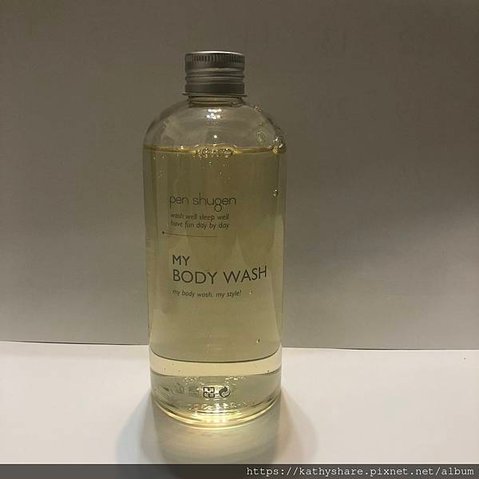 pen shugen
wash well sleep well
have fun day by day
MY
BODY WASH
my body wash. my style!
https://kathyshare.pixnet.net/album